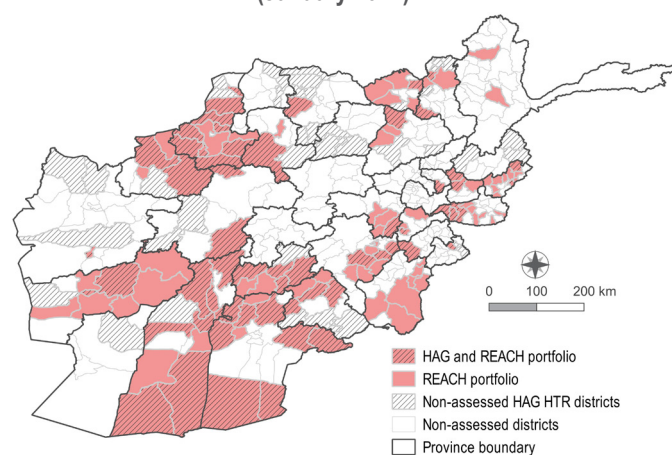 0 100 200 km
HAG and REACH portfolio
REACH portfolio
Non-assessed HAG HTR districts
Non-assessed districts
Province boundary